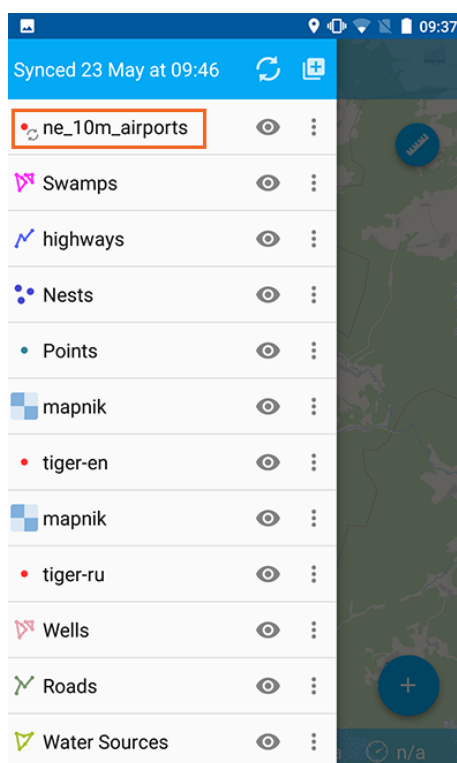 09:37
Synced 23 May at 09:46
ne_10m_airports
Swamps
highways
Nests
Points
mapnik
tiger-en
mapnik
tiger-ru
Wells
Roads
Water Sources
n/a